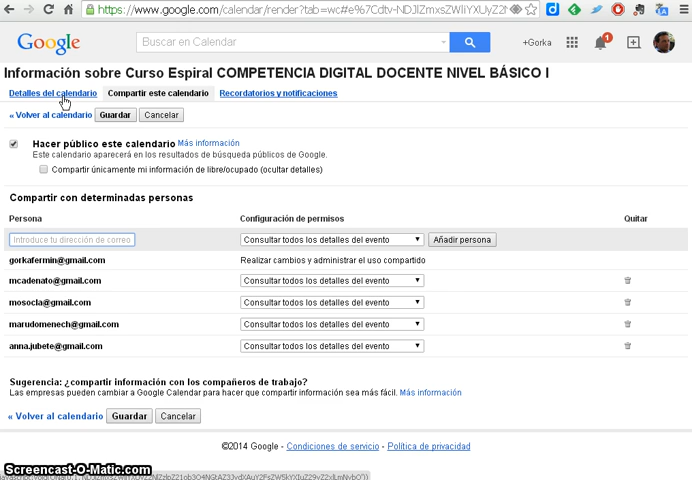 https://www.google.com/calendar/render?tab=wc#e%7Cdtv-
Google
Buscar en Calendar
+Gorka
1
Información sobre Curso Espiral COMPETENCIA DIGITAL DOCENTE NIVEL BÁSICO I
Detalles del calendario Compartir este calendario Recordatorios y notificaciones
« Volver al calendario Guardar Cancelar
Hacer público este calendario Más información
Este calendario aparecerá en los resultados de búsqueda públicos de Google.
Compartir únicamente mi información de libre/ocupado (ocultar detalles)
Compartir con determinadas personas
Persona Configuración de permisos Quitar
Introduce tu dirección de correo Consultar todos los detalles del evento Añadir persona
gorkafermin@gmail.com Realizar cambios y administrar el uso compartido
mcadenato@gmail.com Consultar todos los detalles del evento
mosocla@gmail.com Consultar todos los detalles del evento
marudomenech@gmail.com Consultar todos los detalles del evento
anna.jubete@gmail.com Consultar todos los detalles del evento
Sugerencia: ¿compartir información con los compañeros de trabajo?
Las empresas pueden cambiar a Google Calendar para hacer que compartir información sea más fácil. Más información
« Volver al calendario Guardar Cancelar
©2014 Google - Condiciones de servicio - Política de privacidad
Screencast-O-Matic.com